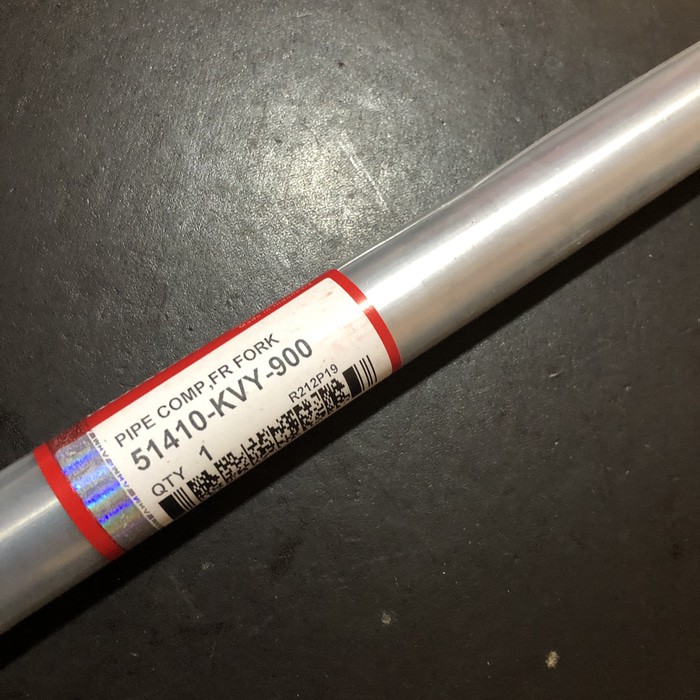 PIPE COMP,FR FORK
51410-KVY-900
R212P19
QTY 1